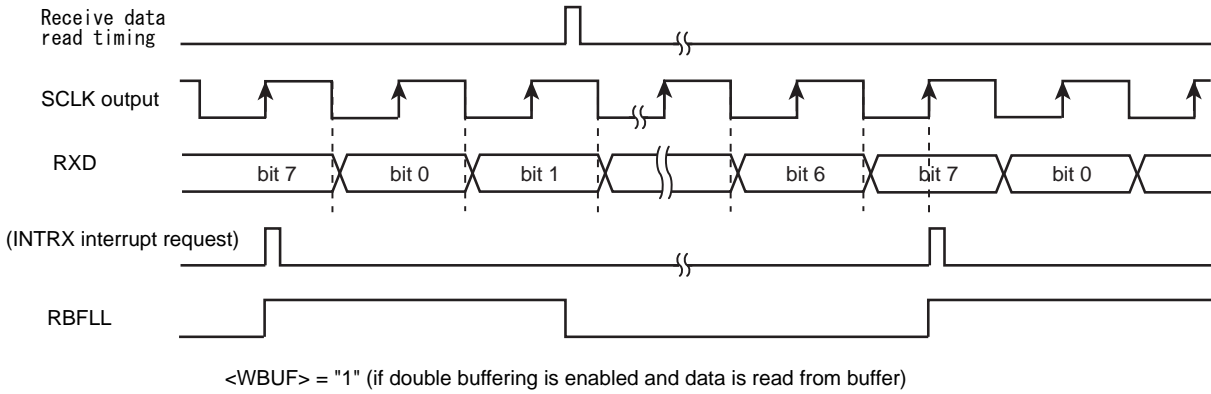 Receive data
read timing
SCLK output
RXD
bit 7
bit 0
bit 1
bit 6
bit 7
bit 0
(INTRX interrupt request)
RBFLL
<WBUF> = "1" (if double buffering is enabled and data is read from buffer)